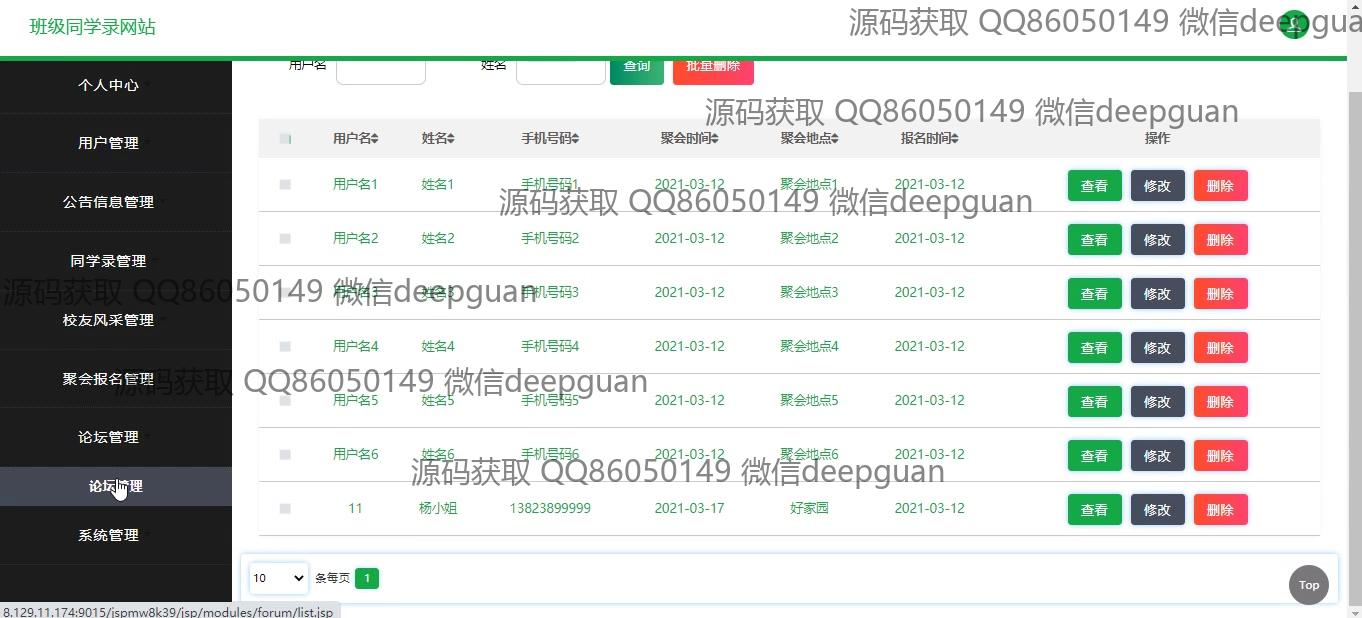 班级同学录网站
源码获取 QQ86050149 微信deepgua
个人中心
用户名 姓名 查询 批量删除
源码获取 QQ86050149 微信deepguan
用户名 姓名 手机号码 聚会时间 聚会地点 报名时间 操作
用户管理
用户名1 姓名1 手机号码1 2021-03-12 聚会地点1 2021-03-12 查看 修改 删除
源码获取 QQ86050149 微信deepguan
公告信息管理
用户名2 姓名2 手机号码2 2021-03-12 聚会地点2 2021-03-12 查看 修改 删除
同学录管理
源码获取 QQ86050149 微信deepguan
用户名3 姓名3 手机号码3 2021-03-12 聚会地点3 2021-03-12 查看 修改 删除
校友风采管理
用户名4 姓名4 手机号码4 2021-03-12 聚会地点4 2021-03-12 查看 修改 删除
聚会报名管理
源码获取 QQ86050149 微信deepguan
用户名5 姓名5 手机号码5 2021-03-12 聚会地点5 2021-03-12 查看 修改 删除
论坛管理
用户名6 姓名6 手机号码6 2021-03-12 聚会地点6 2021-03-12 查看 修改 删除
源码获取 QQ86050149 微信deepguan
论坛管理
11 杨小姐 13823899999 2021-03-17 好家园 2021-03-12 查看 修改 删除
系统管理
10 条每页 1
Top
8.129.11.174:9015/jspmw8k39/jsp/modules/forum/list.jsp